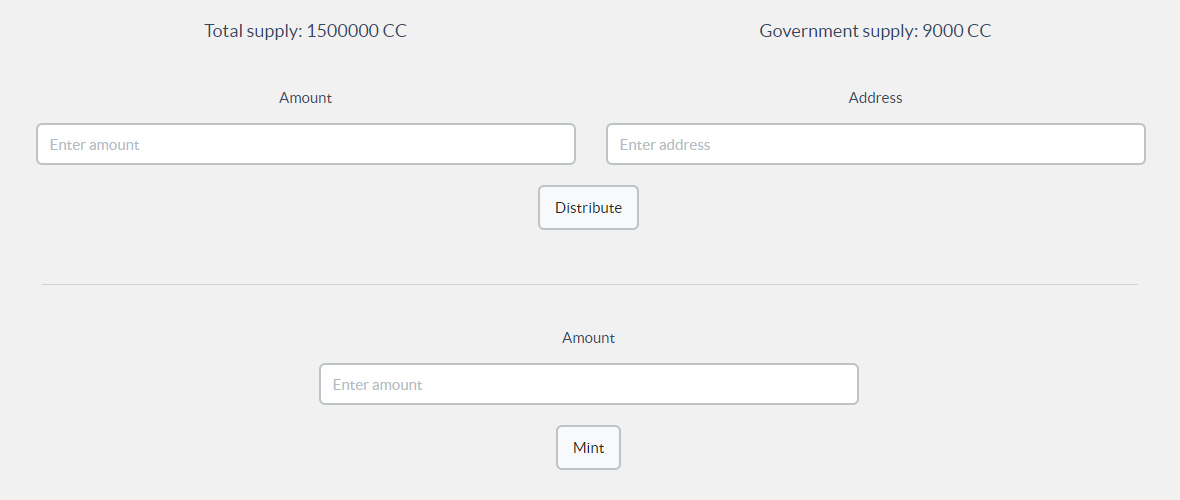 Total supply: 1500000 CC
Government supply: 9000 CC
Amount
Address
Enter amount
Enter address
Distribute
Amount
Enter amount
Mint